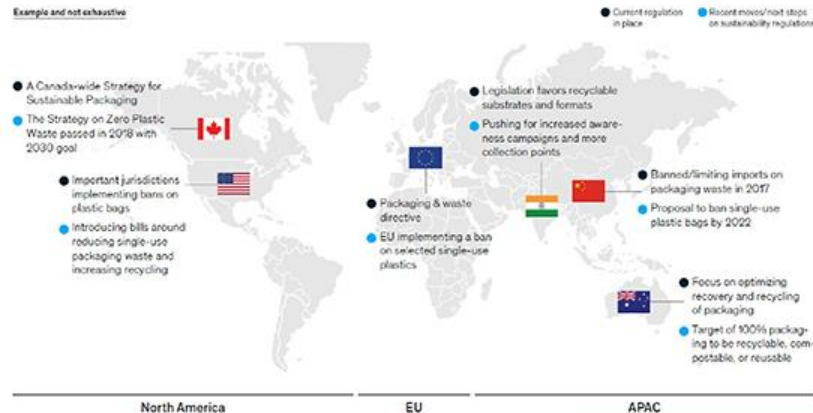 Example and not exhaustive
Current regulation
in place
Recent moves/next steps
on sustainability regulations
A Canada-wide Strategy for
Sustainable Packaging
The Strategy on Zero Plastic
Waste passed in 2018 with
2030 goal
Important jurisdictions
implementing bans on
plastic bags
Introducing bills around
reducing single-use
packaging waste and
increasing recycling
Packaging & waste
directive
EU implementing a ban
on selected single-use
plastics
Legislation favors recyclable
substrates and formats
Pushing for increased aware-
ness campaigns and more
collection points
Banned/limiting imports on
packaging waste in 2017
Proposal to ban single-use
plastic bags by 2022
Focus on optimizing
recovery and recycling
of packaging
Target of 100% packag-
ing to be recyclable, com-
postable, or reusable
North America
EU
APAC